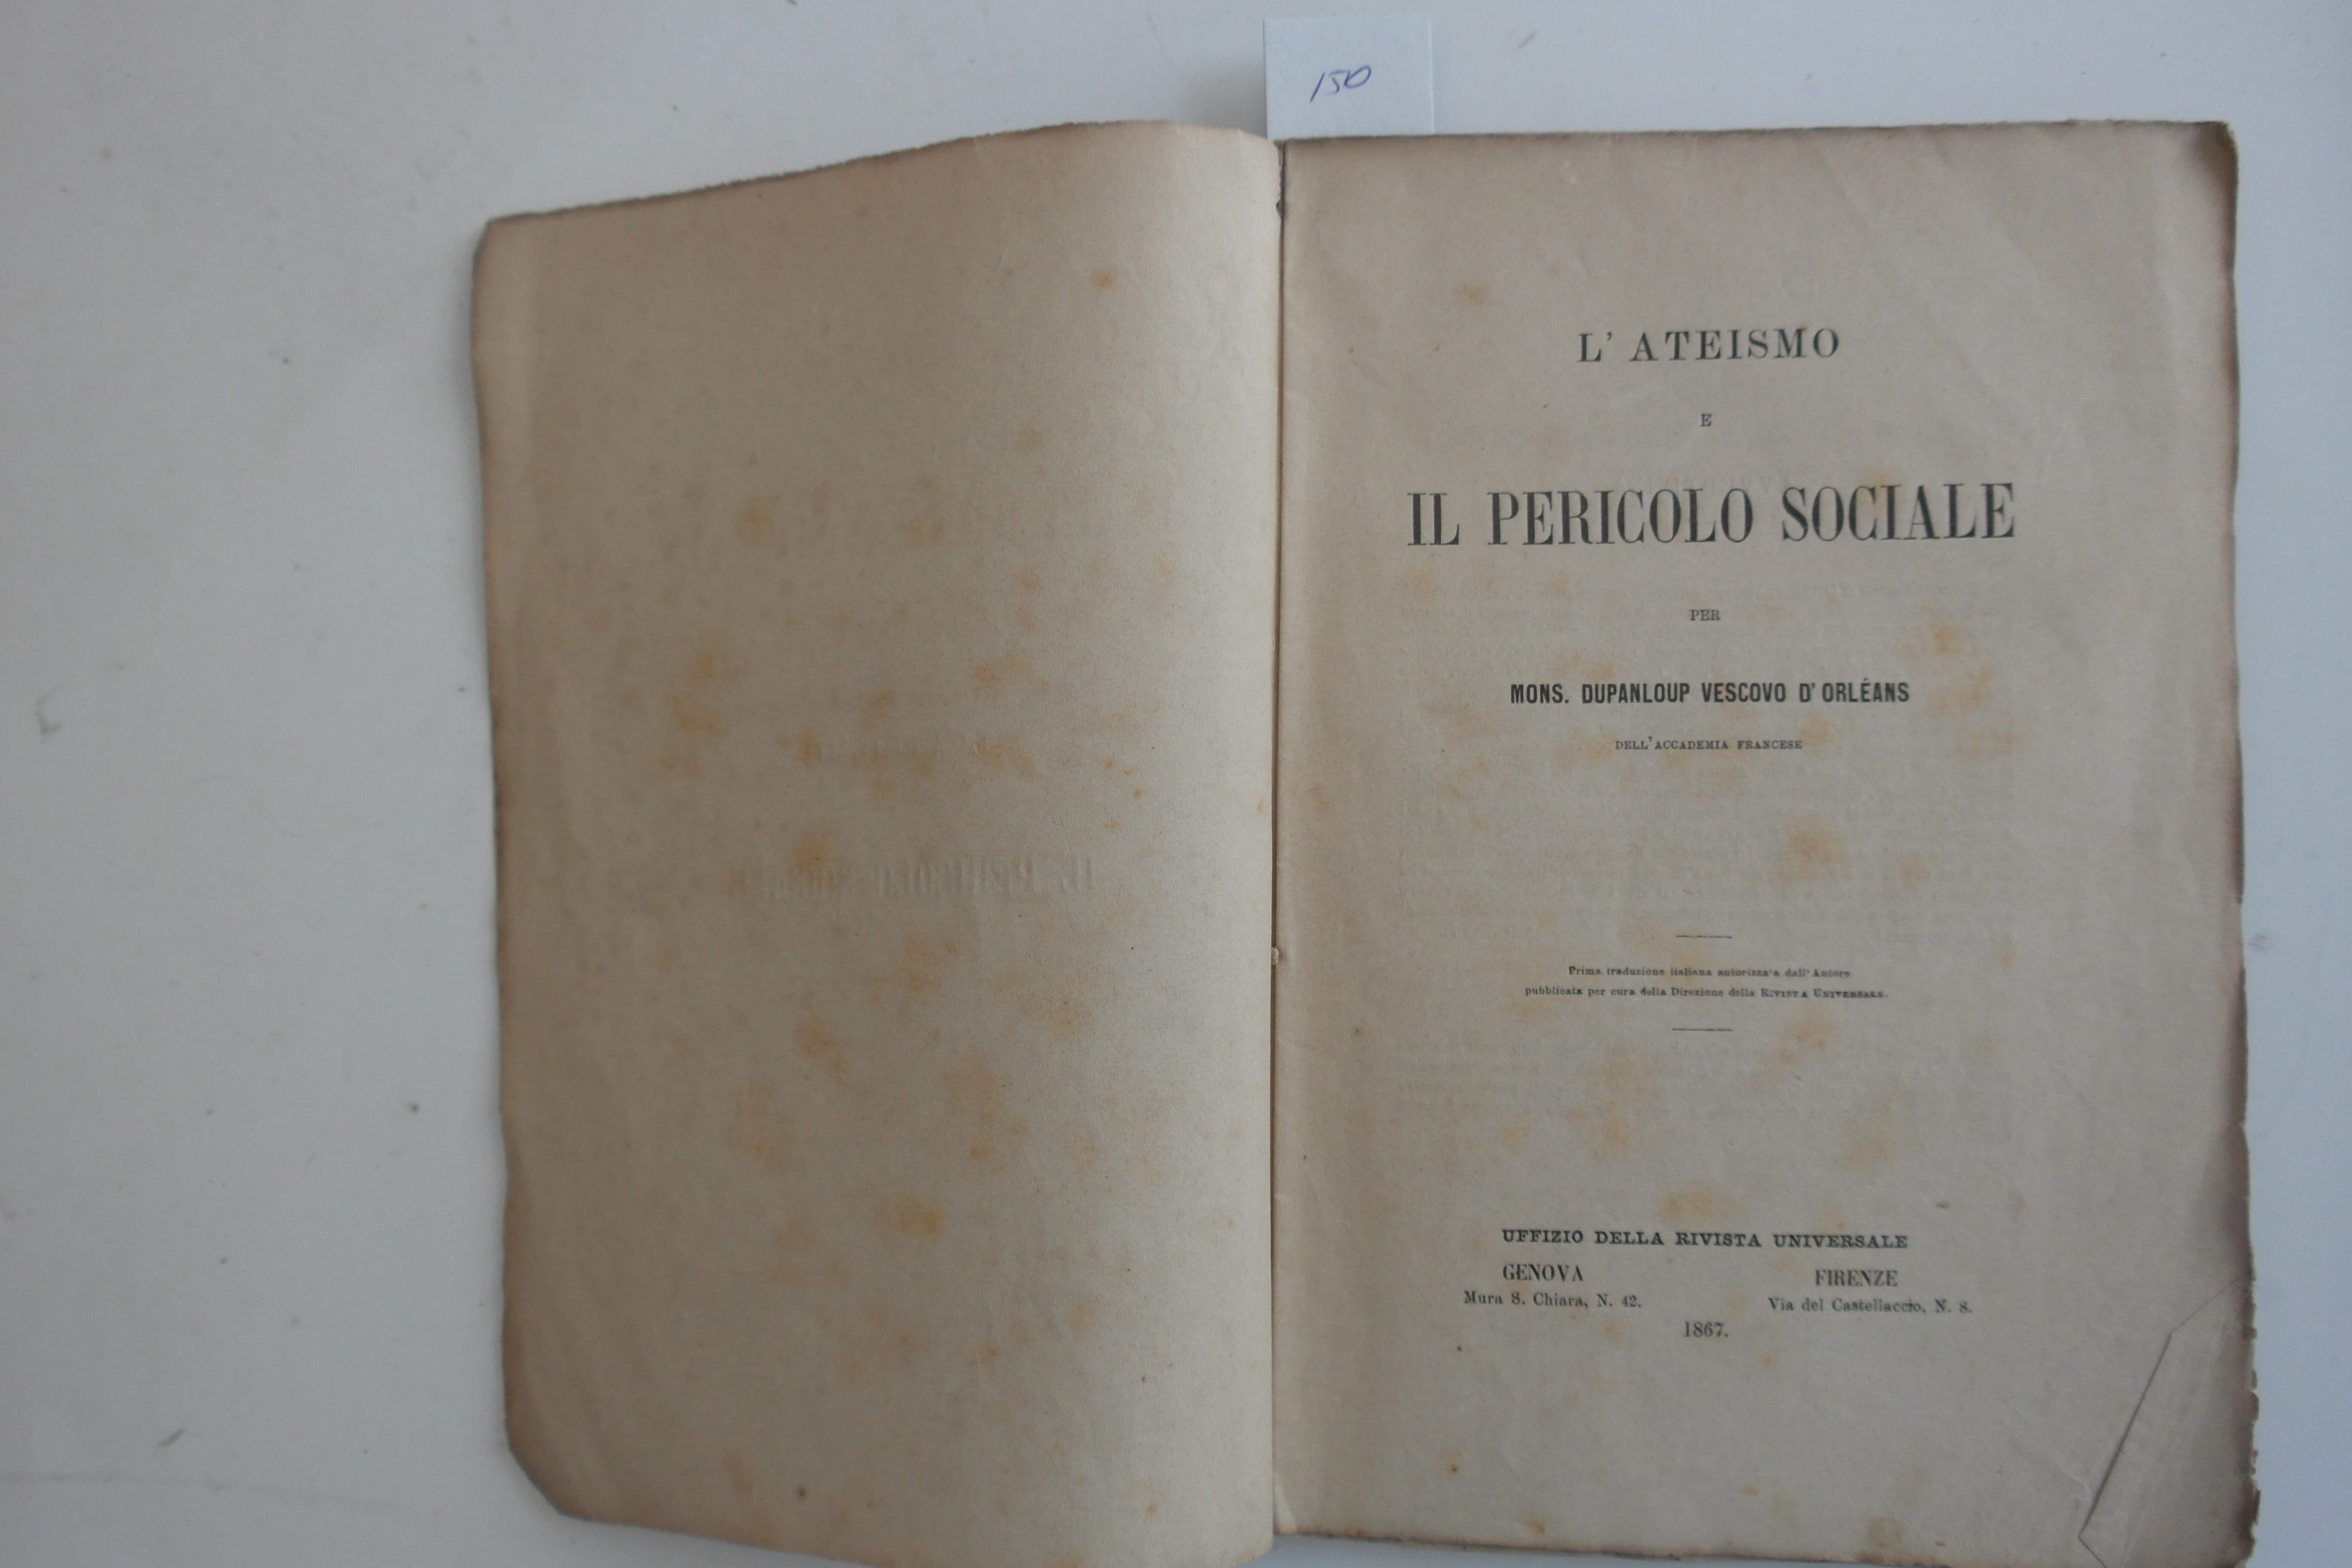 150
L' ATEISMO
E
IL PERICOLO SOCIALE
PER
MONS. DUPANLOUP VESCOVO D' ORLÉANS
DELL'ACCADEMIA FRANCESE
Prima traduzione italiana autorizza'a dall' Autore
pubblicata per cura della Direzione della RIVISTA UNIVERSALE.
UFFIZIO DELLA RIVISTA UNIVERSALE
GENOVA FIRENZE
Mura S. Chiara, N. 42. Via del Castellaccio, N. 8.
1867.